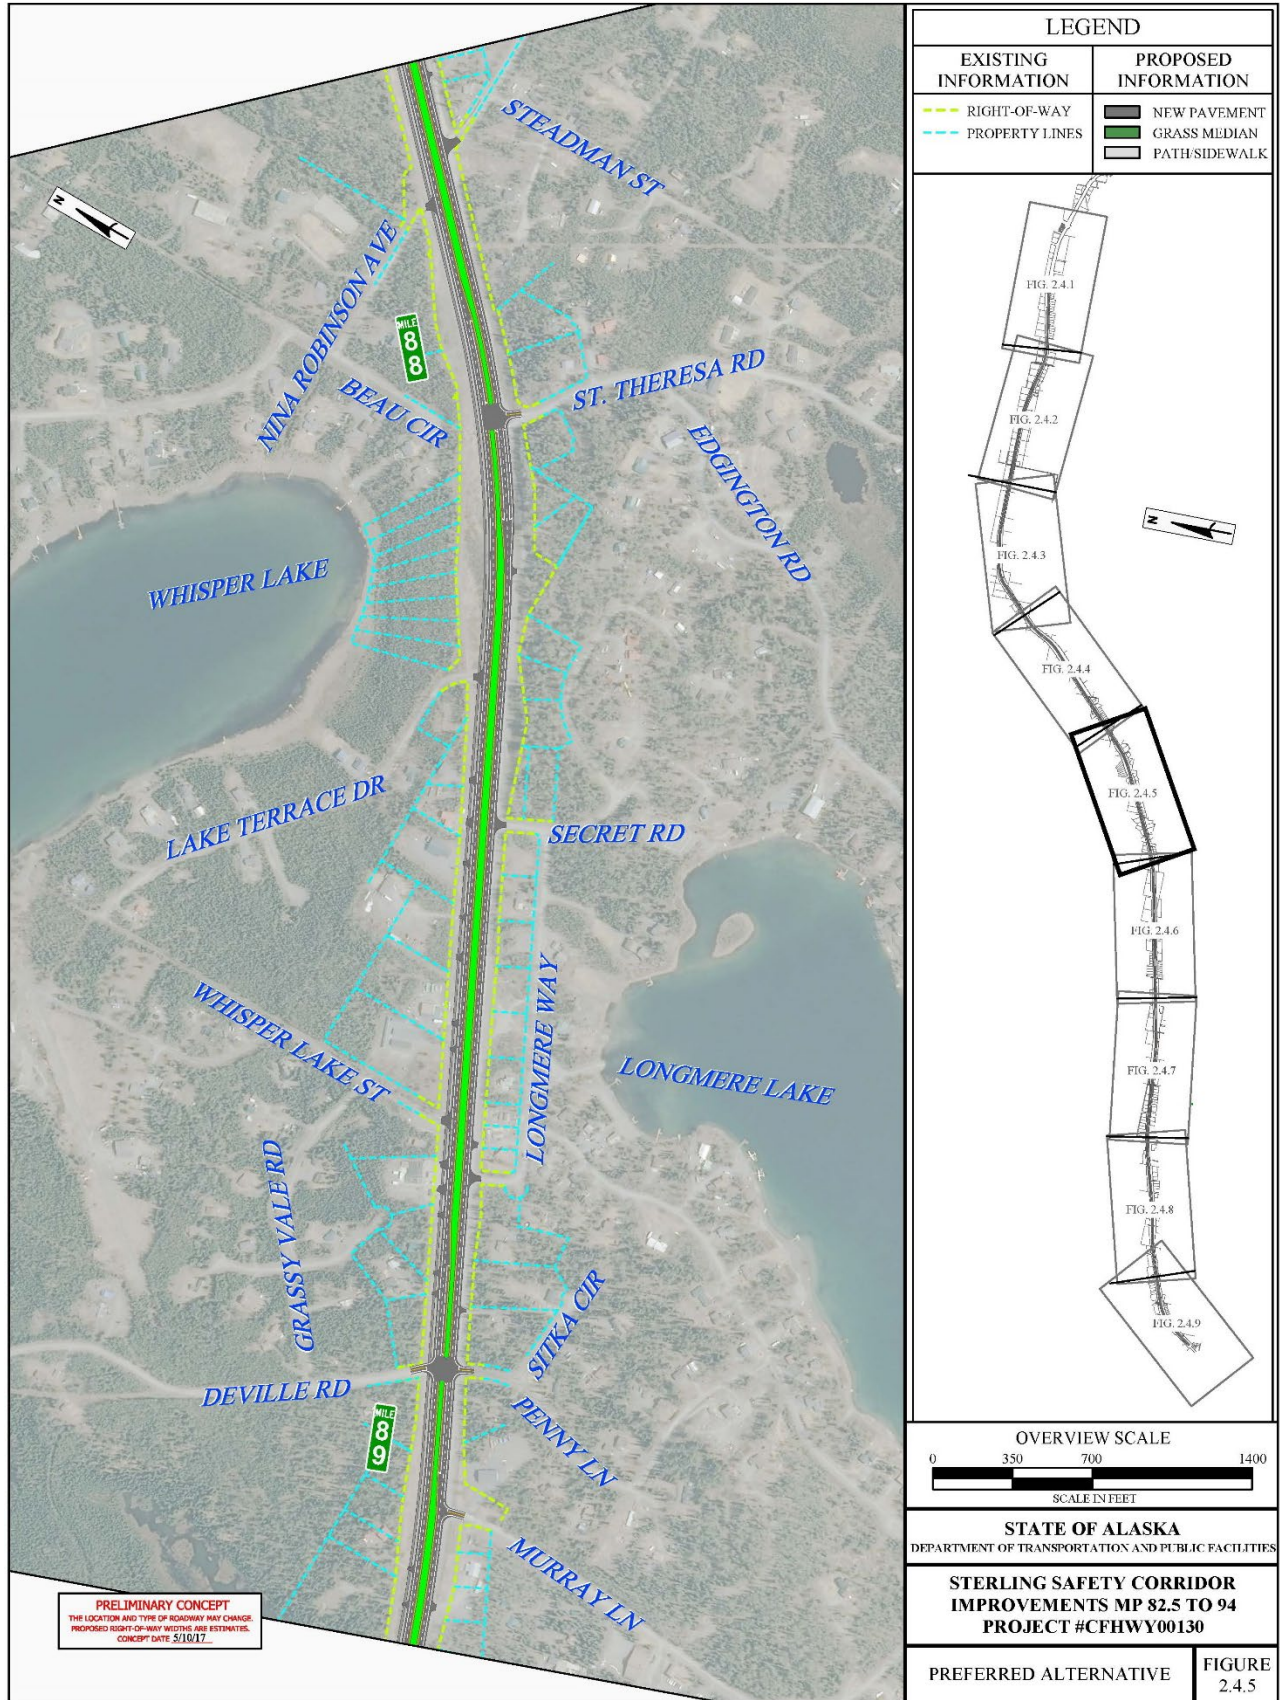 STEADMAN ST
NINA ROBINSON AVE
MILE
8
8
BEAU CIR
ST. THERESA RD
EDGINGTON RD
WHISPER LAKE
LAKE TERRACE DR
SECRET RD
WHISPER LAKE ST
LONGMERE WAY
LONGMERE LAKE
GRASSY VALE RD
SITKA CIR
DEVILLE RD
PENNY LN
MILE
8
9
MURRAY LN
N
PRELIMINARY CONCEPT
THE LOCATION AND TYPE OF ROADWAY MAY CHANGE.
PROPOSED RIGHT-OF-WAY WIDTHS ARE ESTIMATES.
CONCEPT DATE 5/10/17
LEGEND
EXISTING
INFORMATION
RIGHT-OF-WAY
PROPERTY LINES
PROPOSED
INFORMATION
NEW PAVEMENT
GRASS MEDIAN
PATH/SIDEWALK
FIG. 2.4.1
FIG. 2.4.2
N
FIG. 2.4.3
FIG. 2.4.4
FIG. 2.4.5
FIG. 2.4.6
FIG. 2.4.7
FIG. 2.4.8
FIG. 2.4.9
OVERVIEW SCALE
0 350 700 1400
SCALE IN FEET
STATE OF ALASKA
DEPARTMENT OF TRANSPORTATION AND PUBLIC FACILITIES
STERLING SAFETY CORRIDOR
IMPROVEMENTS MP 82.5 TO 94
PROJECT #CFHWY00130
PREFERRED ALTERNATIVE
FIGURE
2.4.5